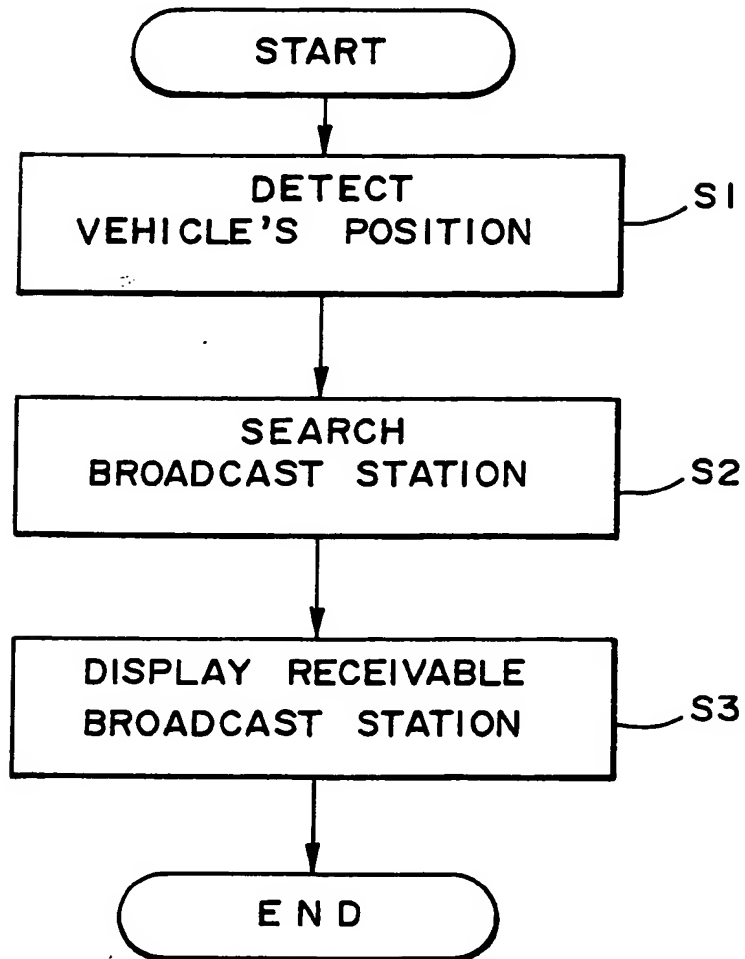 START
DETECT
VEHICLE'S POSITION
S1
SEARCH
BROADCAST STATION
S2
DISPLAY RECEIVABLE
BROADCAST STATION
S3
END